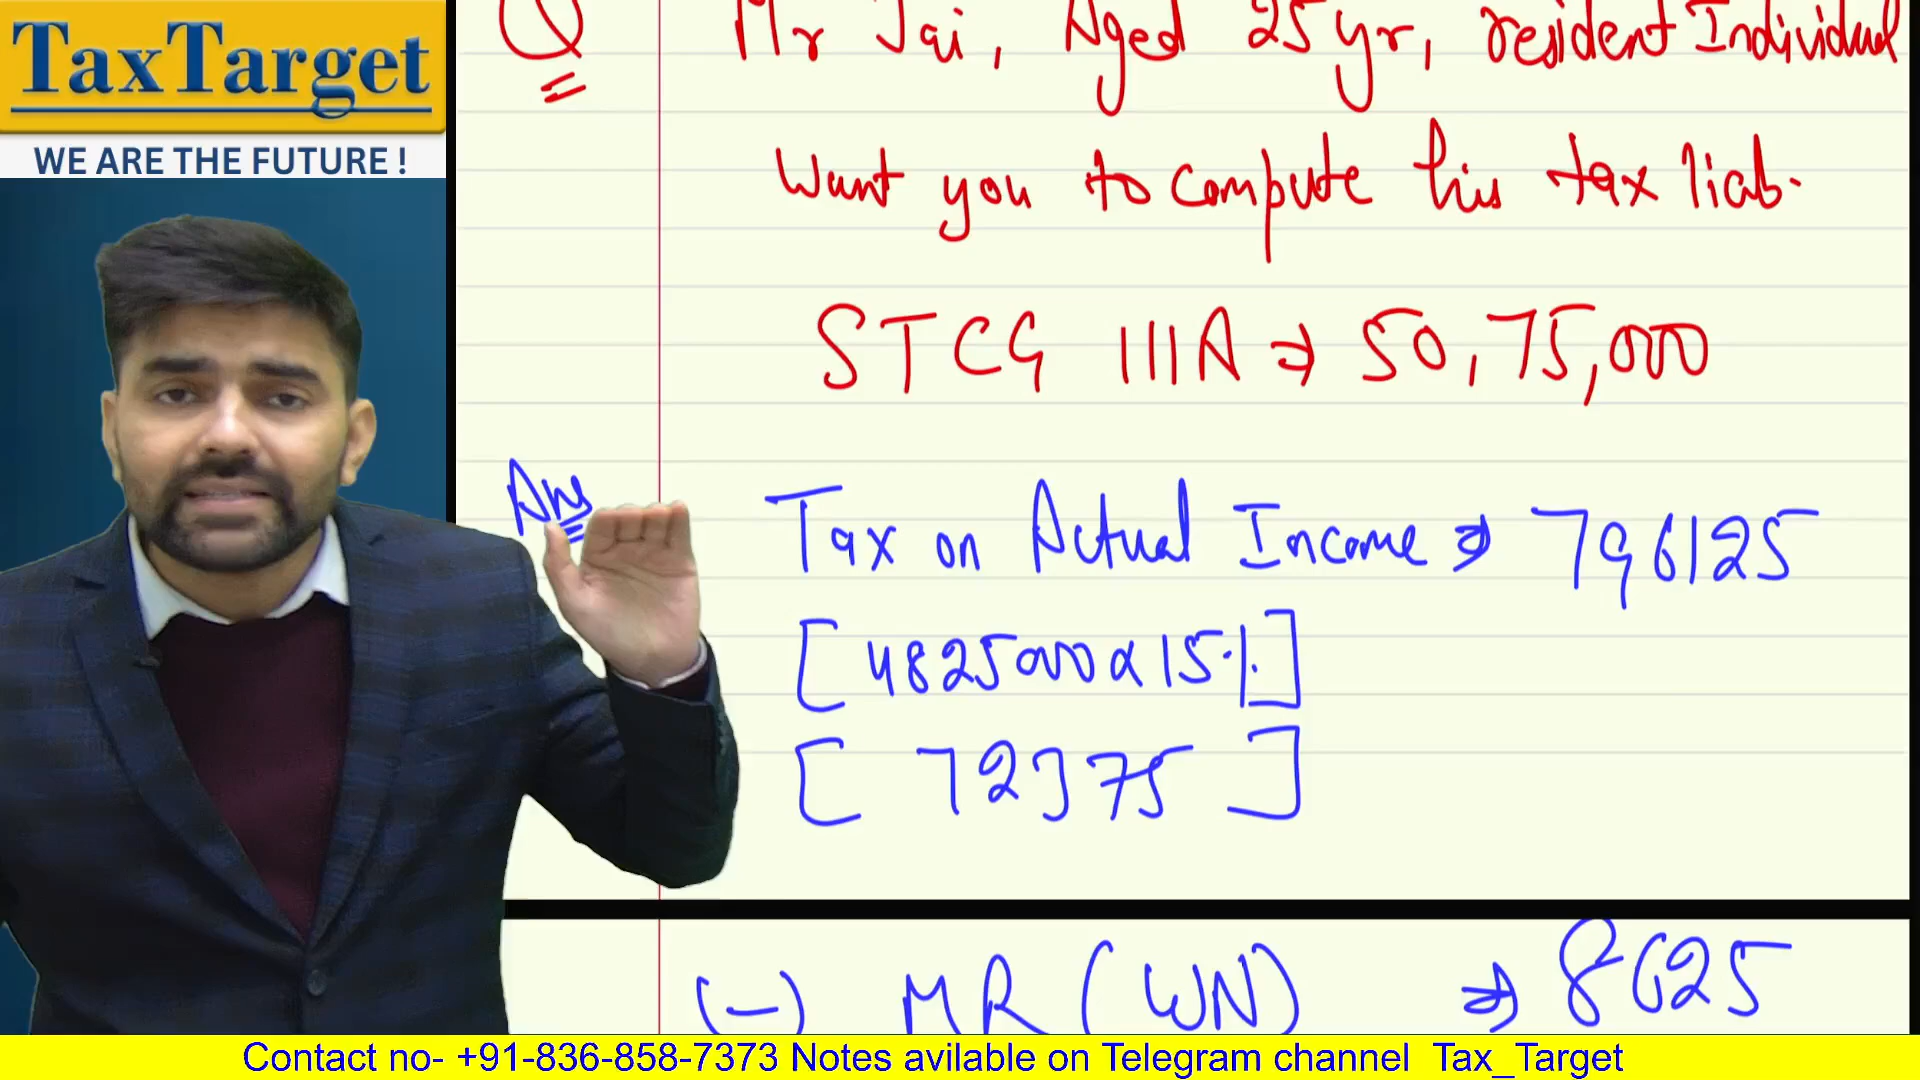 TaxTarget
WE ARE THE FUTURE !
Q Mr Jai, Aged 25 yr, resident Individual
Want you to compute his tax liab.
STCG 111A ⇒ 50,75,000
Ans Tax on Actual Income ⇒ 796125
[4825000 x 15%]
[72375]
(-) MR (WN) ⇒ 8625
Contact no- +91-836-858-7373 Notes avilable on Telegram channel Tax_Target